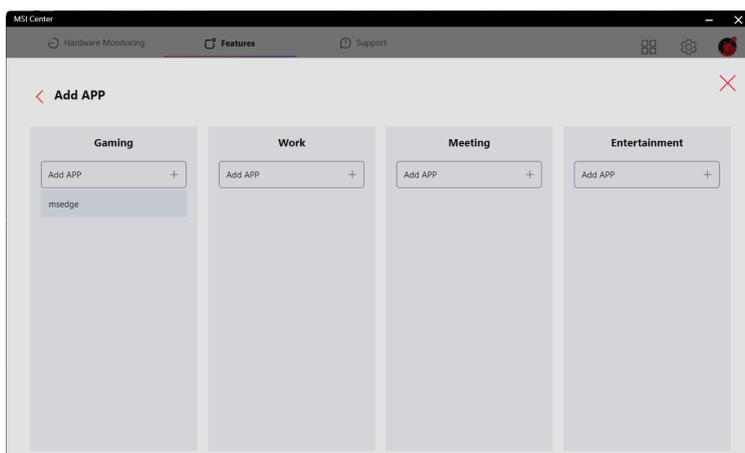 MSI Center
Hardware Monitoring
Features
Support
Add APP
Gaming
Work
Meeting
Entertainment
Add APP
Add APP
Add APP
Add APP
msedge